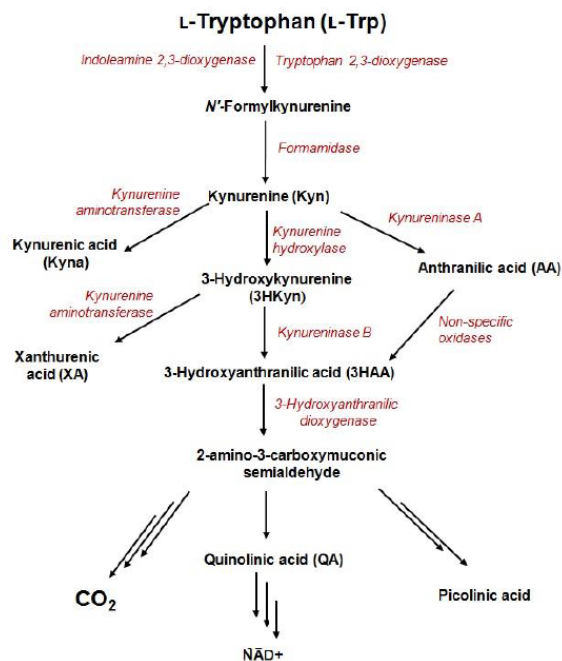 L-Tryptophan (L-Trp)
Indoleamine 2,3-dioxygenase
Tryptophan 2,3-dioxygenase
N'-Formylkynurenine
Formamidase
Kynurenine (Kyn)
Kynurenine
aminotransferase
Kynurenine
hydroxylase
Kynureninase A
Kynurenic acid
(Kyna)
3-Hydroxykynurenine
(3HKyn)
Anthranilic acid (AA)
Kynurenine
aminotransferase
Kynureninase B
Non-specific
oxidases
Xanthurenic
acid (XA)
3-Hydroxyanthranilic acid (3HAA)
3-Hydroxyanthranilic
dioxygenase
2-amino-3-carboxymuconic
semialdehyde
Quinolinic acid (QA)
CO2
Picolinic acid
NAD+